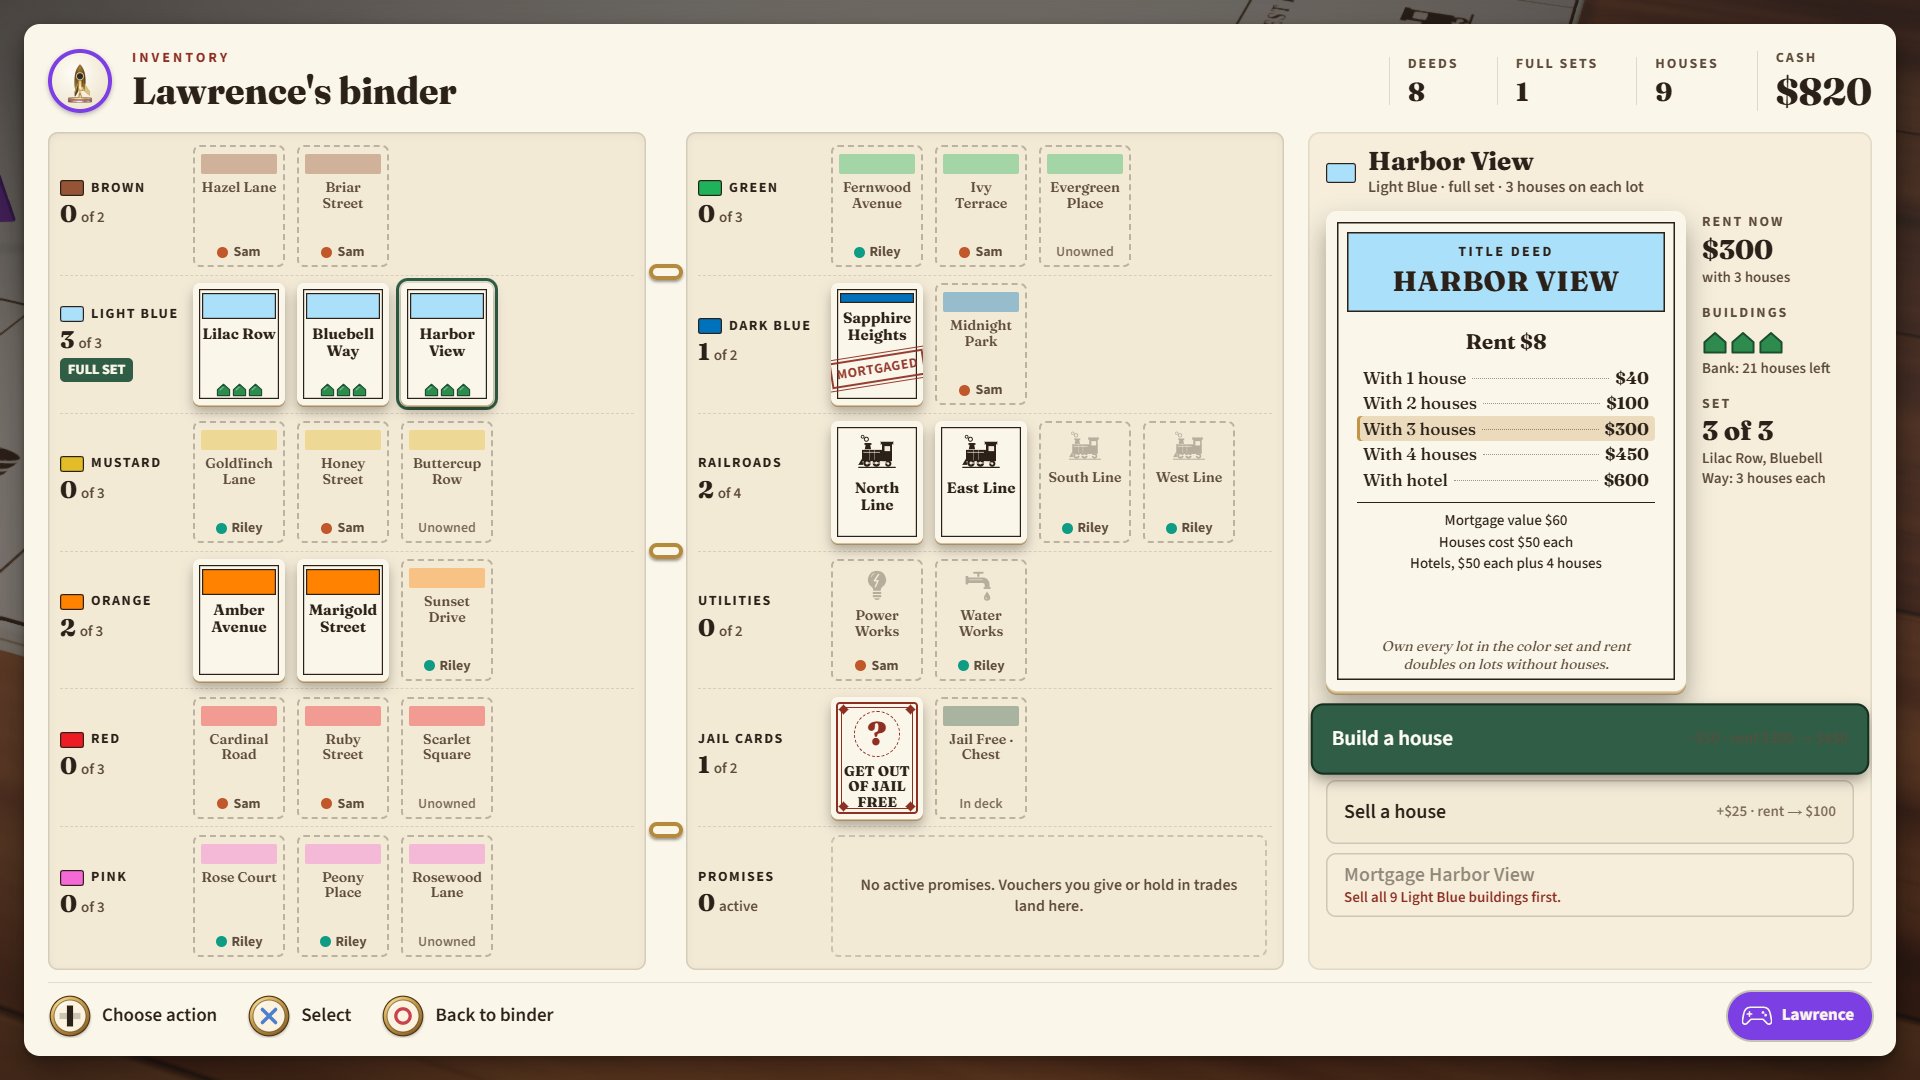 INVENTORY
Lawrence's binder
DEEDS
8
FULL SETS
1
HOUSES
9
CASH
$820
BROWN
0 of 2
Hazel Lane
Sam
Briar
Street
Sam
LIGHT BLUE
3 of 3
FULL SET
Lilac Row
Bluebell
Way
Harbor
View
MUSTARD
0 of 3
Goldfinch
Lane
Riley
Honey
Street
Sam
Buttercup
Row
Unowned
ORANGE
2 of 3
Amber
Avenue
Marigold
Street
Sunset
Drive
Riley
RED
0 of 3
Cardinal
Road
Sam
Ruby
Street
Sam
Scarlet
Square
Unowned
PINK
0 of 3
Rose Court
Riley
Peony
Place
Riley
Rosewood
Lane
Unowned
GREEN
0 of 3
Fernwood
Avenue
Riley
Ivy
Terrace
Sam
Evergreen
Place
Unowned
DARK BLUE
1 of 2
Sapphire
Heights
MORTGAGED
Midnight
Park
Sam
RAILROADS
2 of 4
North
Line
East Line
South Line
Riley
West Line
Riley
UTILITIES
0 of 2
Power
Works
Sam
Water
Works
Riley
JAIL CARDS
1 of 2
?
GET OUT
OF JAIL
FREE
Jail Free ·
Chest
In deck
PROMISES
0 active
No active promises. Vouchers you give or hold in trades
land here.
Harbor View
Light Blue · full set · 3 houses on each lot
TITLE DEED
HARBOR VIEW
Rent $8
With 1 house $40
With 2 houses $100
With 3 houses $300
With 4 houses $450
With hotel $600
Mortgage value $60
Houses cost $50 each
Hotels, $50 each plus 4 houses
Own every lot in the color set and rent
doubles on lots without houses.
RENT NOW
$300
with 3 houses
BUILDINGS
Bank: 21 houses left
SET
3 of 3
Lilac Row, Bluebell
Way: 3 houses each
Build a house
Sell a house
+$25 · rent → $100
Mortgage Harbor View
Sell all 9 Light Blue buildings first.
Choose action
Select
Back to binder
Lawrence